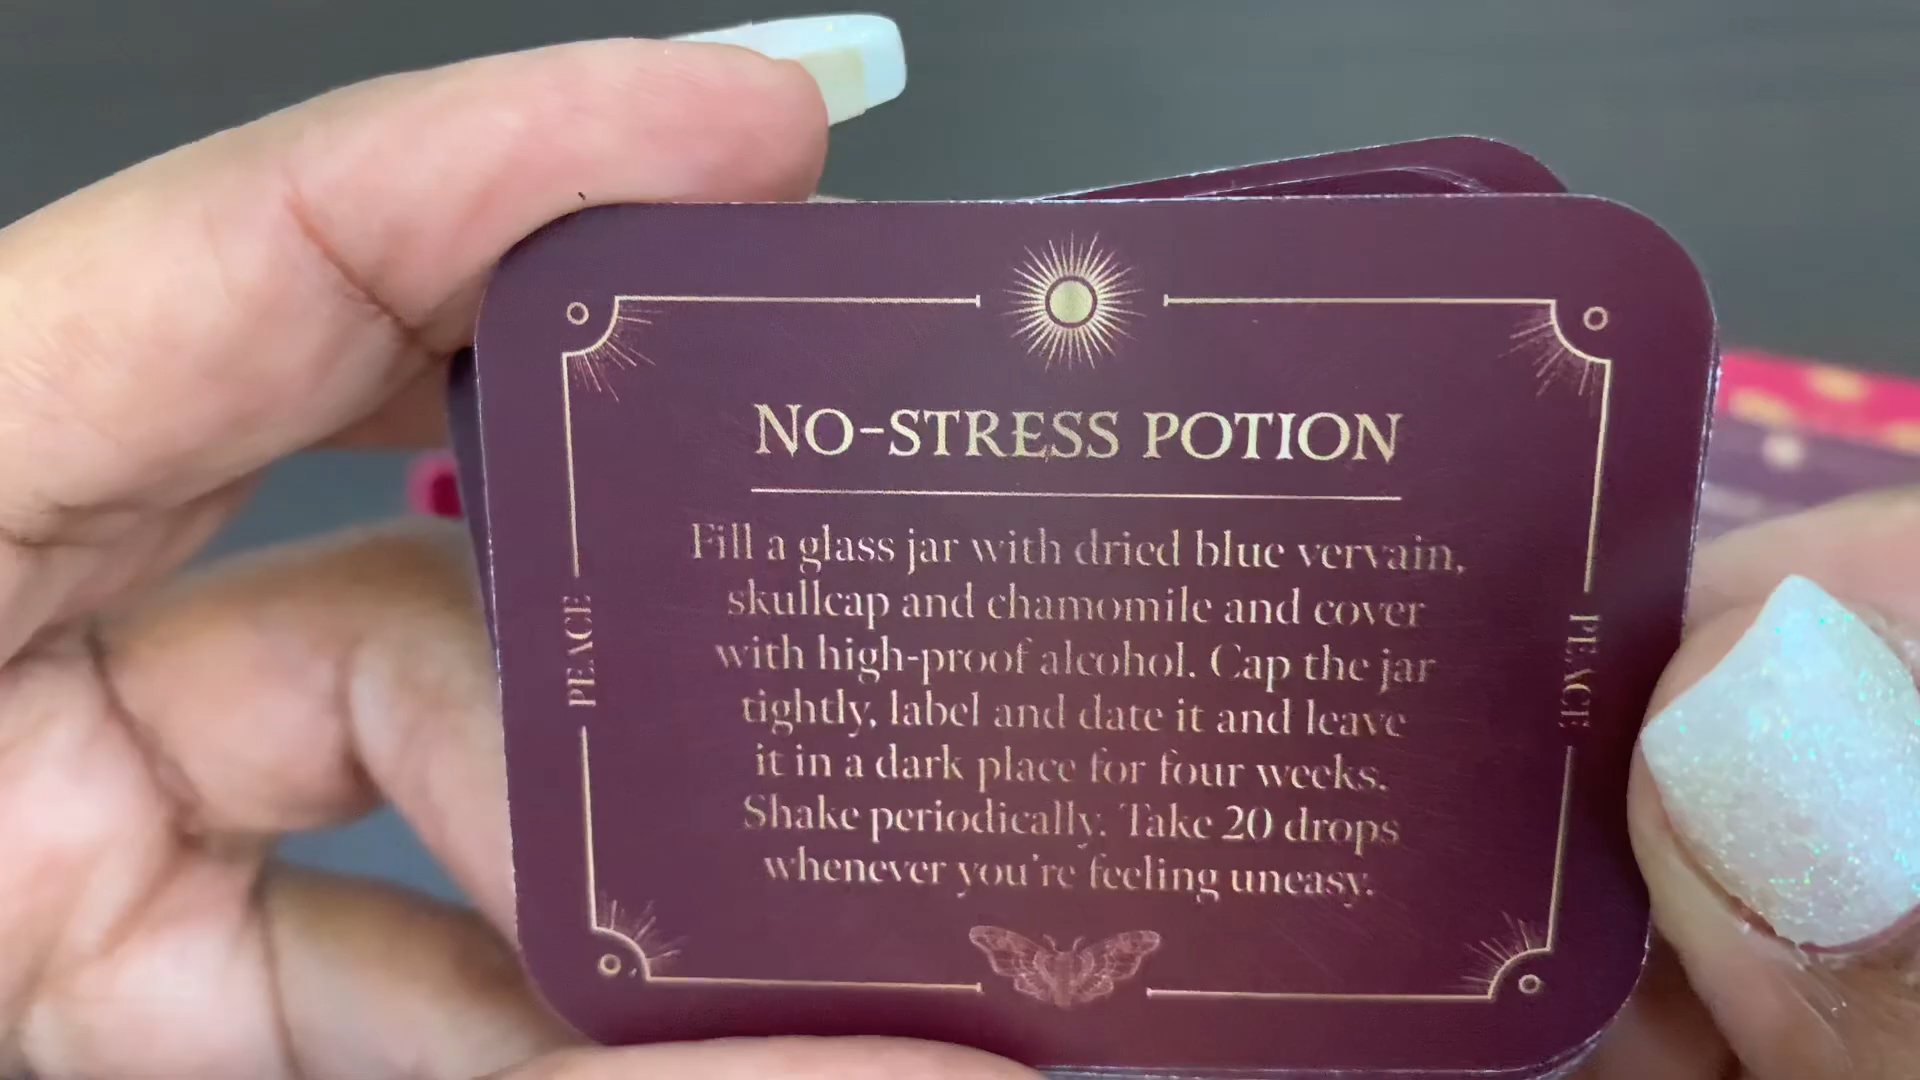 NO-STRESS POTION
Fill a glass jar with dried blue vervain,
skullcap and chamomile and cover
with high-proof alcohol. Cap the jar
tightly, label and date it and leave
it in a dark place for four weeks.
Shake periodically. Take 20 drops
whenever you're feeling uneasy.
PEACE
PEACE